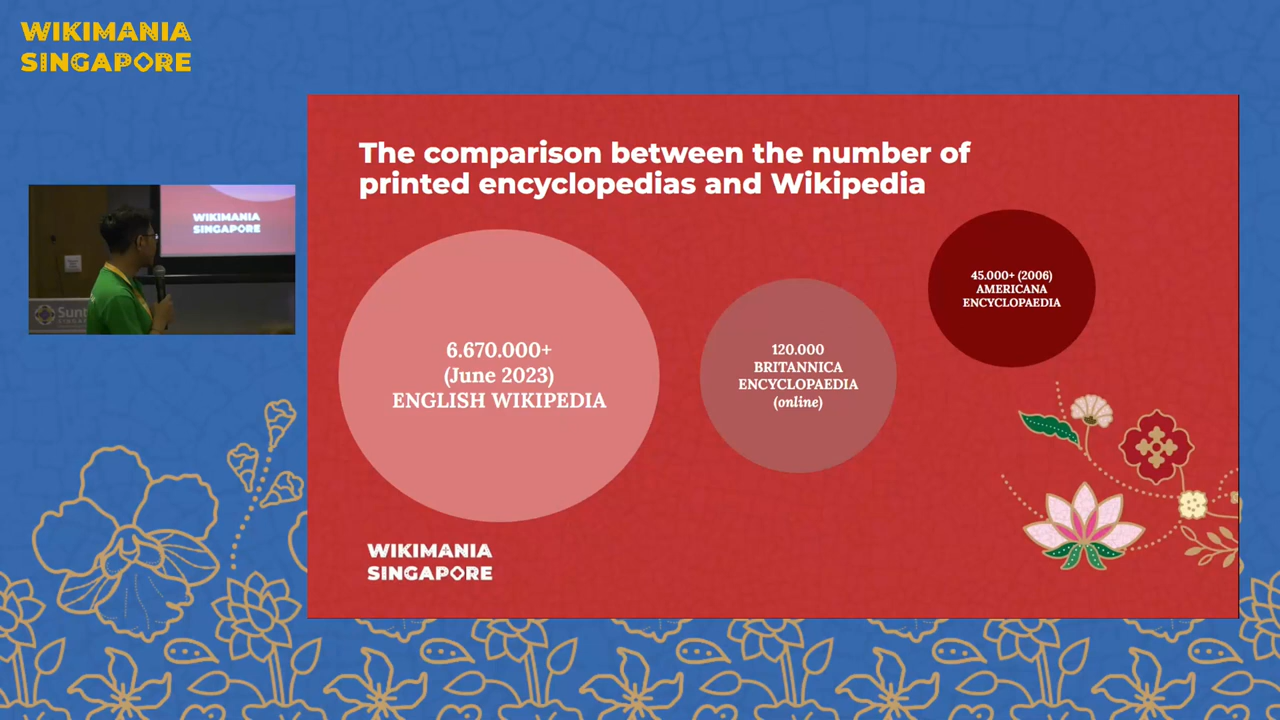 WIKIMANIA
SINGAPORE
The comparison between the number of
printed encyclopedias and Wikipedia
WIKIMANIA
SINGAPORE
Sunt
6.670.000+
(June 2023)
ENGLISH WIKIPEDIA
120.000
BRITANNICA
ENCYCLOPAEDIA
(online)
45.000+ (2006)
AMERICANA
ENCYCLOPAEDIA
WIKIMANIA
SINGAPORE